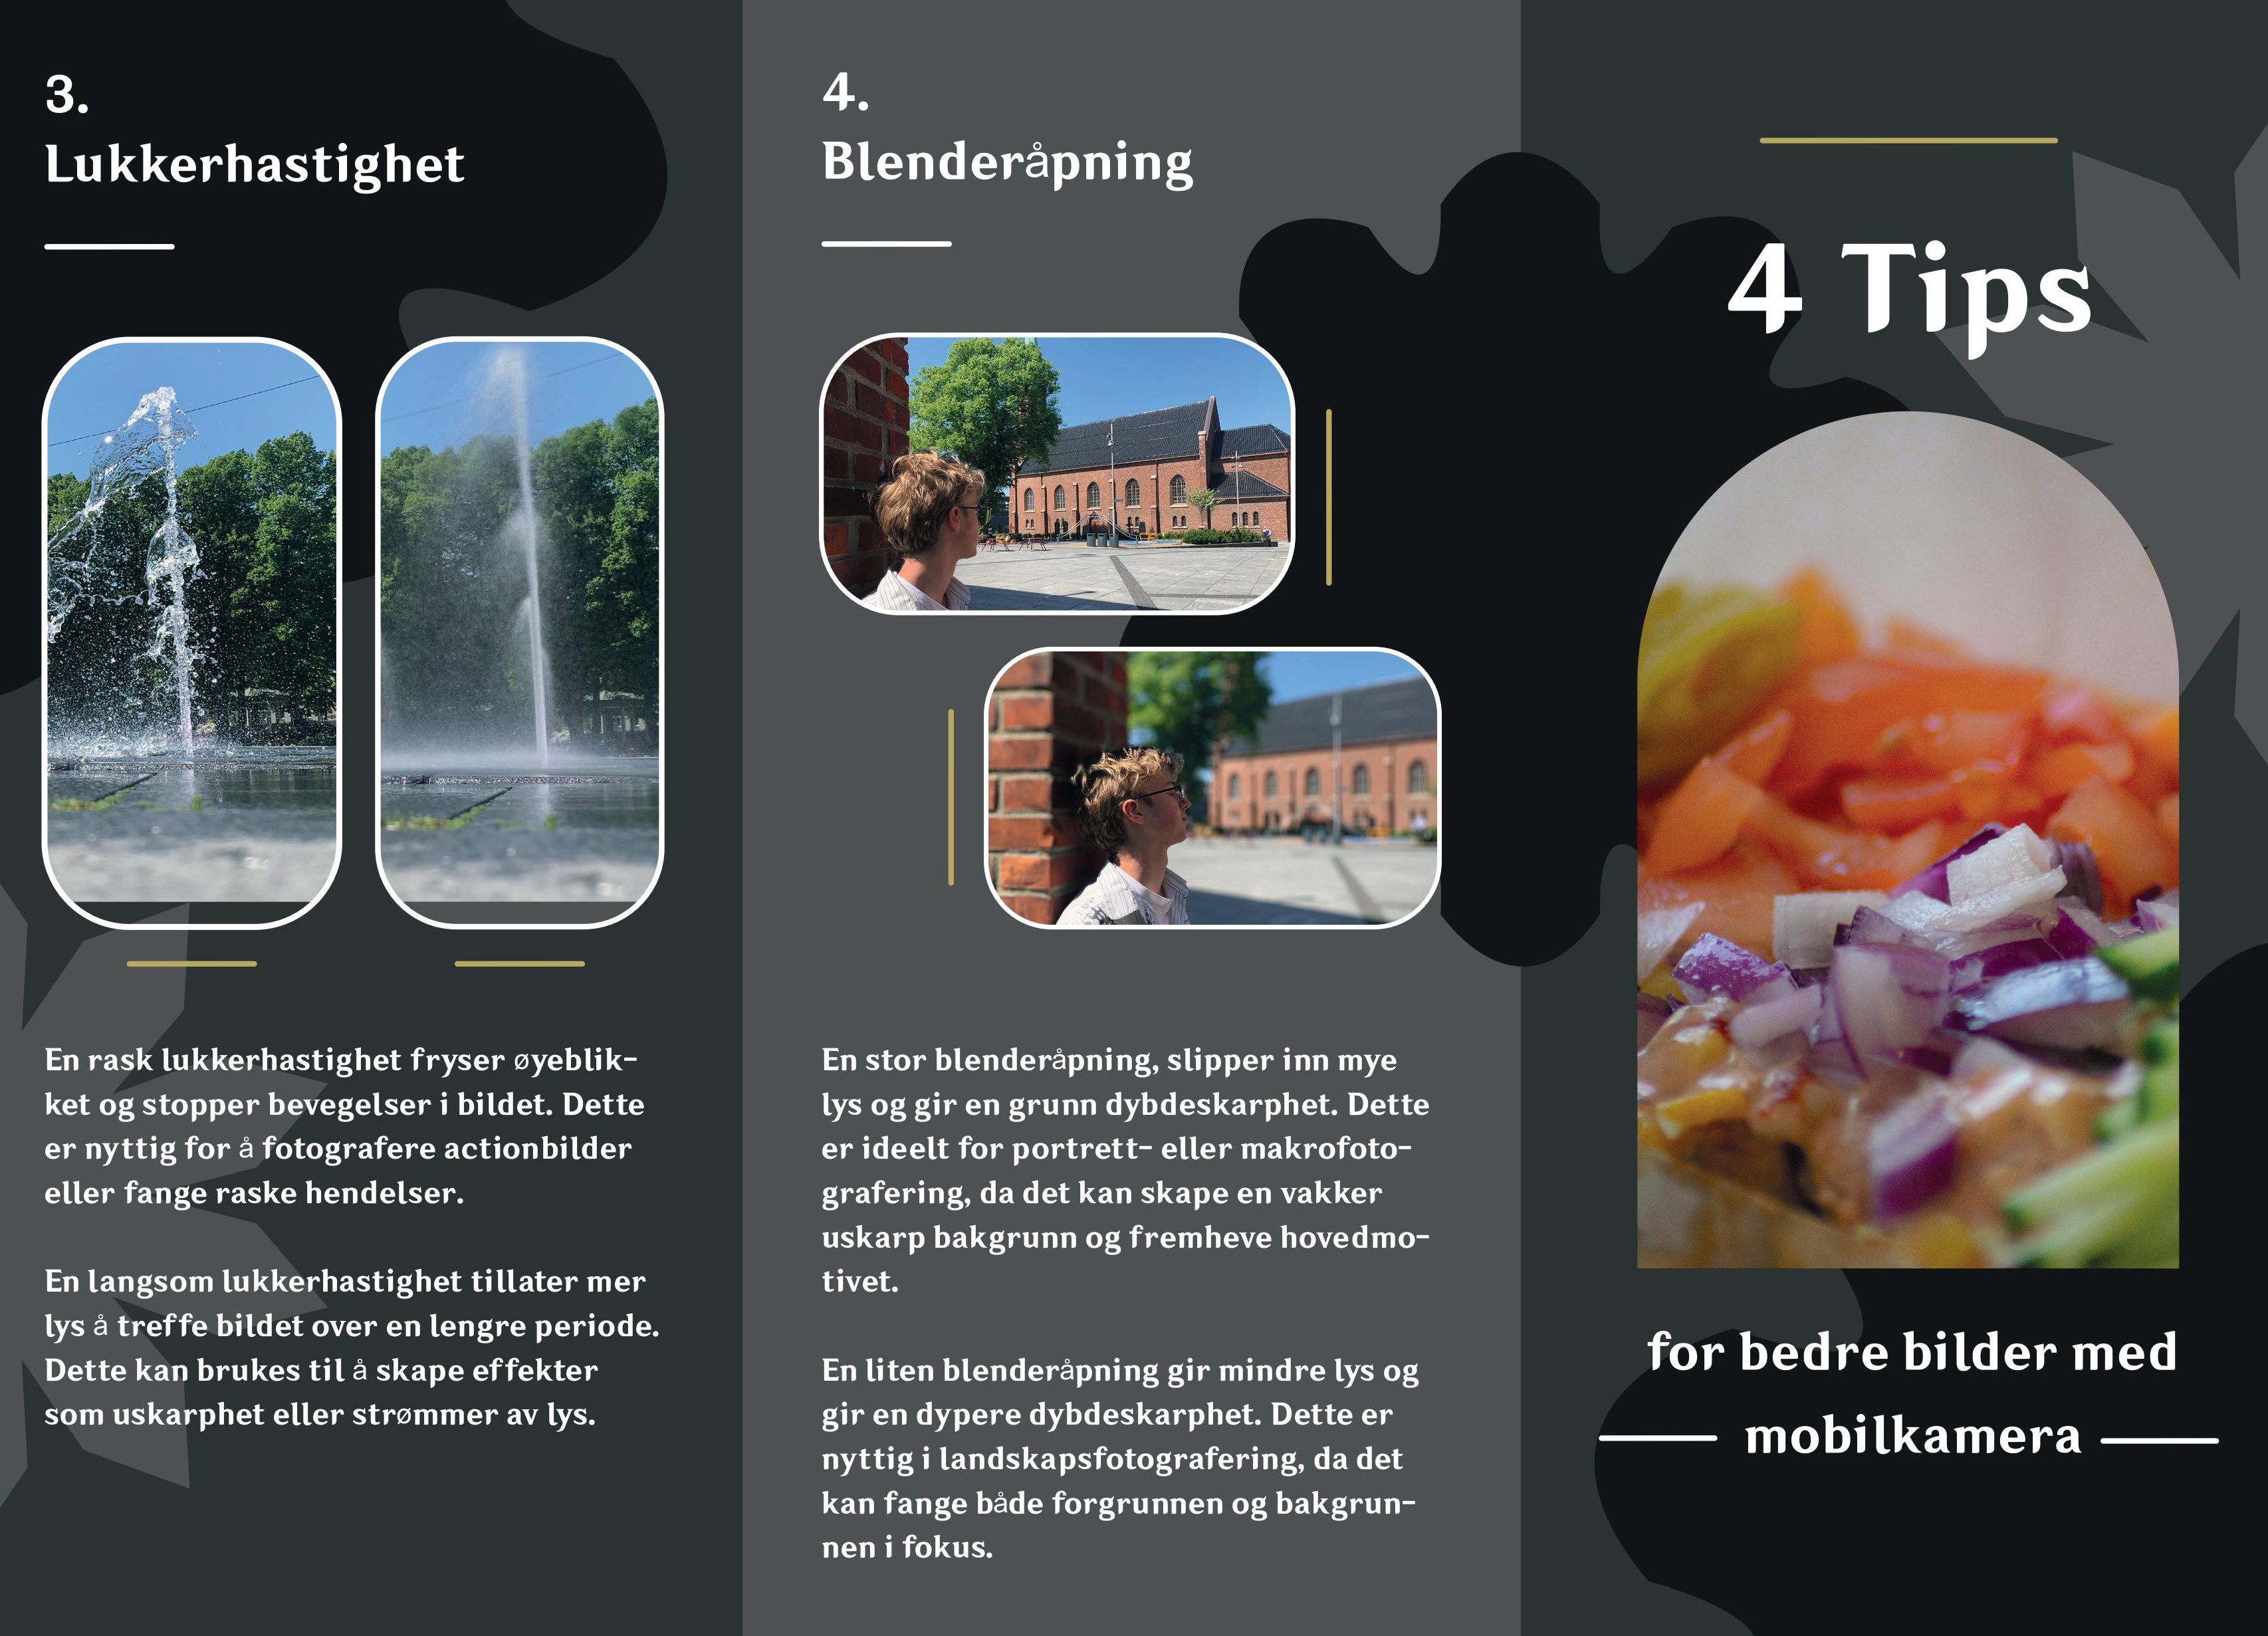 3.
Lukkerhastighet
En rask lukkerhastighet fryser øyeblik-
ket og stopper bevegelser i bildet. Dette
er nyttig for å fotografere actionbilder
eller fange raske hendelser.
En langsom lukkerhastighet tillater mer
lys å treffe bildet over en lengre periode.
Dette kan brukes til å skape effekter
som uskarphet eller strømmer av lys.
4.
Blenderåpning
En stor blenderåpning, slipper inn mye
lys og gir en grunn dybdeskarphet. Dette
er ideelt for portrett- eller makrofoto-
grafering, da det kan skape en vakker
uskarp bakgrunn og fremheve hovedmo-
tivet.
En liten blenderåpning gir mindre lys og
gir en dypere dybdeskarphet. Dette er
nyttig i landskapsfotografering, da det
kan fange både forgrunnen og bakgrun-
nen i fokus.
4 Tips
for bedre bilder med
mobilkamera